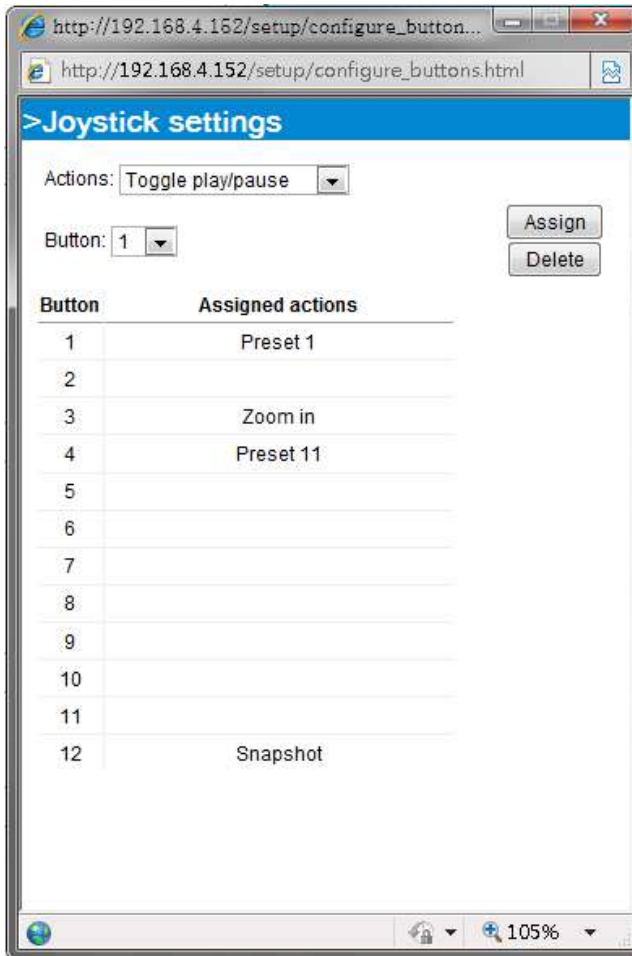 http://192.168.4.152/setup/configure_button...
http://192.168.4.152/setup/configure_buttons.html
>Joystick settings
Actions: Toggle play/pause
Assign
Button: 1
Delete
Button Assigned actions
1 Preset 1
2
3 Zoom in
4 Preset 11
5
6
7
8
9
10
11
12 Snapshot
105%